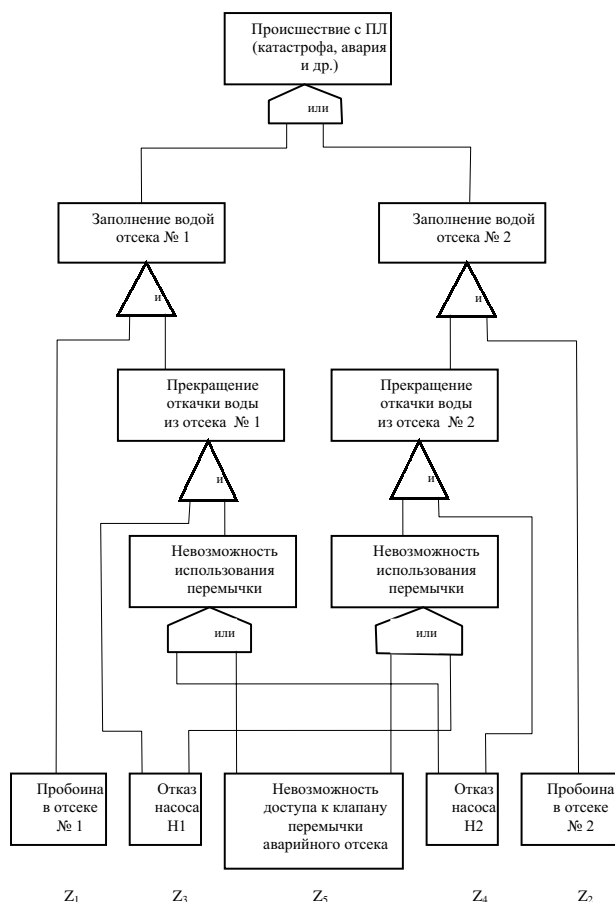 Происшествие с ПЛ
(катастрофа, авария
и др.)
или
Заполнение водой
отсека № 1
Заполнение водой
отсека № 2
и
и
Прекращение
откачки воды
из отсека № 1
Прекращение
откачки воды
из отсека № 2
и
и
Невозможность
использования
перемычки
Невозможность
использования
перемычки
или
или
Пробоина
в отсеке
№ 1
Отказ
насоса
Н1
Невозможность
доступа к клапану
перемычки
аварийного отсека
Отказ
насоса
Н2
Пробоина
в отсеке
№ 2
Z₁ Z₃ Z₅ Z₄ Z₂